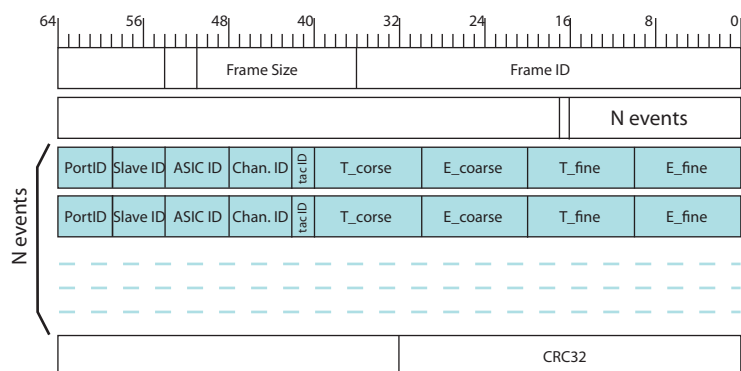 64 56 48 40 32 24 16 8 0
Frame Size Frame ID
N events
PortID Slave ID ASIC ID Chan. ID tac ID T_corse E_coarse T_fine E_fine
PortID Slave ID ASIC ID Chan. ID tac ID T_corse E_coarse T_fine E_fine
N events
CRC32